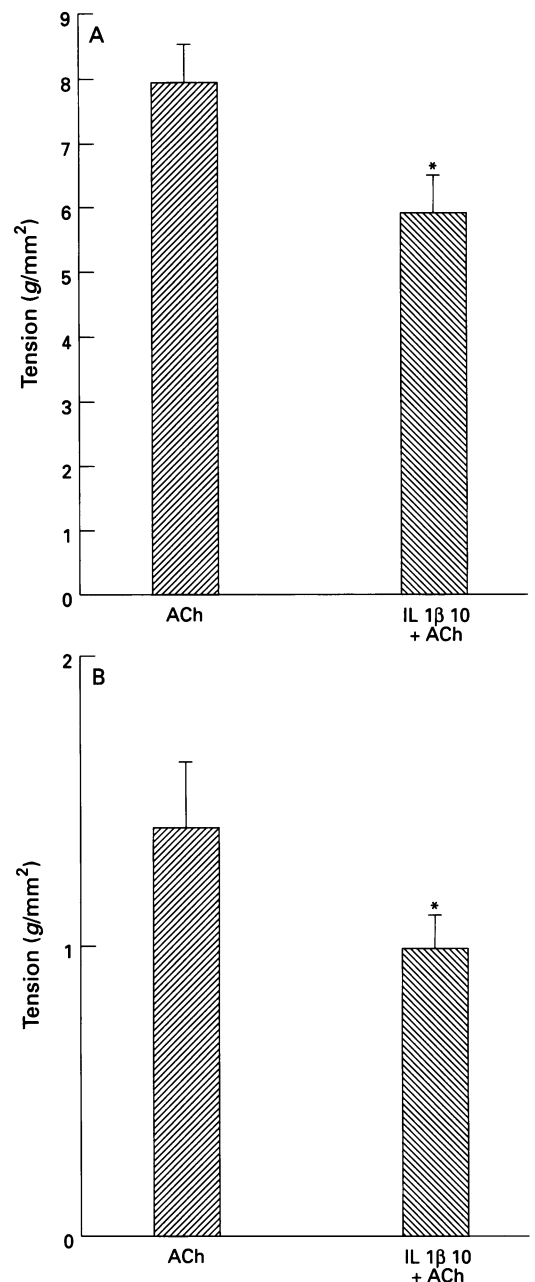 9
A
8
7
6
5
4
3
2
1
0
Tension (g/mm²)
*
ACh
IL 1β 10
+ ACh
2
B
1
0
Tension (g/mm²)
*
ACh
IL 1β 10
+ ACh